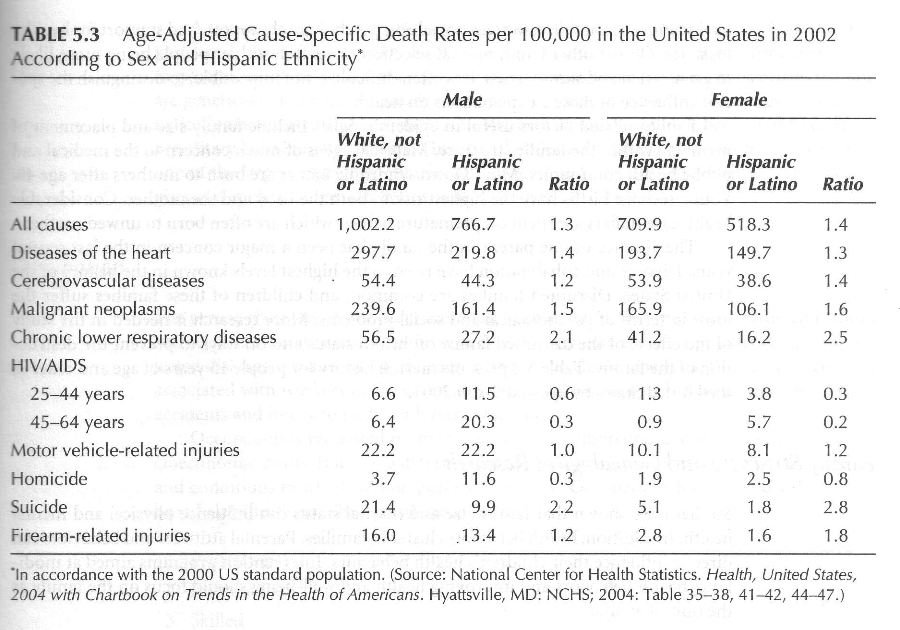 TABLE 5.3 Age-Adjusted Cause-Specific Death Rates per 100,000 in the United States in 2002
According to Sex and Hispanic Ethnicity*
Male Female
White, not White, not
Hispanic Hispanic Hispanic Hispanic
or Latino or Latino Ratio or Latino or Latino Ratio
All causes 1,002.2 766.7 1.3 709.9 518.3 1.4
Diseases of the heart 297.7 219.8 1.4 193.7 149.7 1.3
Cerebrovascular diseases 54.4 44.3 1.2 53.9 38.6 1.4
Malignant neoplasms 239.6 161.4 1.5 165.9 106.1 1.6
Chronic lower respiratory diseases 56.5 27.2 2.1 41.2 16.2 2.5
HIV/AIDS
25–44 years 6.6 11.5 0.6 1.3 3.8 0.3
45–64 years 6.4 20.3 0.3 0.9 5.7 0.2
Motor vehicle-related injuries 22.2 22.2 1.0 10.1 8.1 1.2
Homicide 3.7 11.6 0.3 1.9 2.5 0.8
Suicide 21.4 9.9 2.2 5.1 1.8 2.8
Firearm-related injuries 16.0 13.4 1.2 2.8 1.6 1.8
*In accordance with the 2000 US standard population. (Source: National Center for Health Statistics. Health, United States,
2004 with Chartbook on Trends in the Health of Americans. Hyattsville, MD: NCHS; 2004: Table 35–38, 41–42, 44–47.)